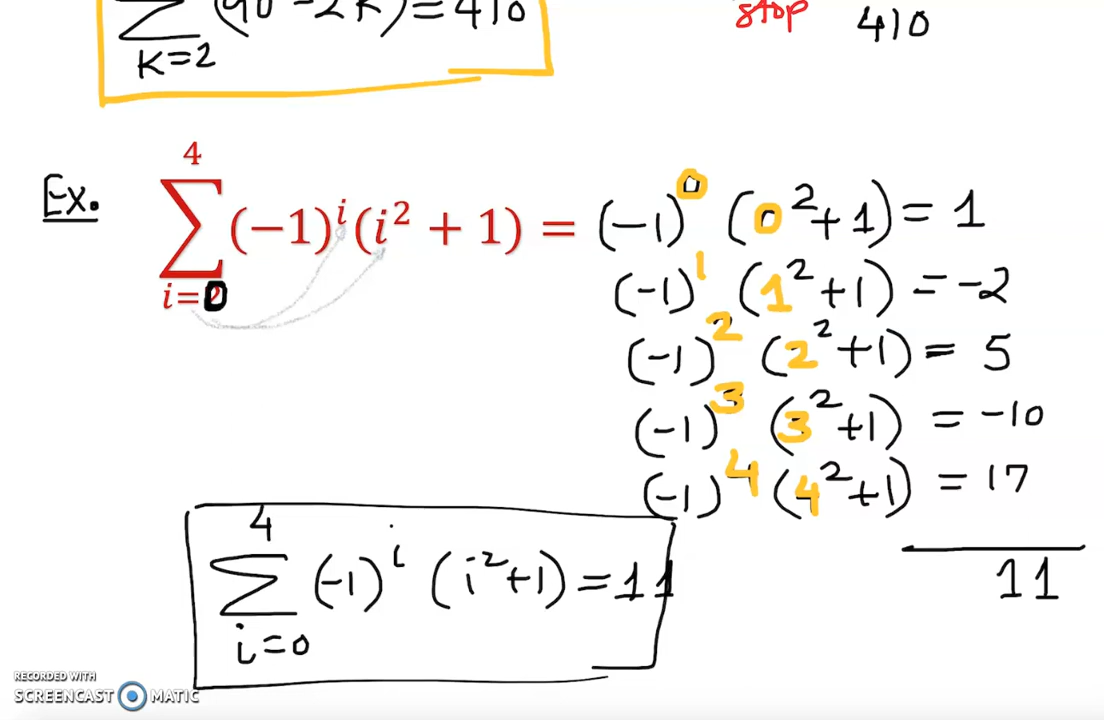 ∑ (90 - 2K) = 410
K=2
stop
410
Ex.
4
∑ (−1)^i (i² + 1) =
i=0
(-1)^0 (0²+1) = 1
(-1)^1 (1²+1) = -2
(-1)^2 (2²+1) = 5
(-1)^3 (3²+1) = -10
(-1)^4 (4²+1) = 17
11
4
∑ (-1)^i (i²+1) = 11
i=0
RECORDED WITH
SCREENCAST MATIC